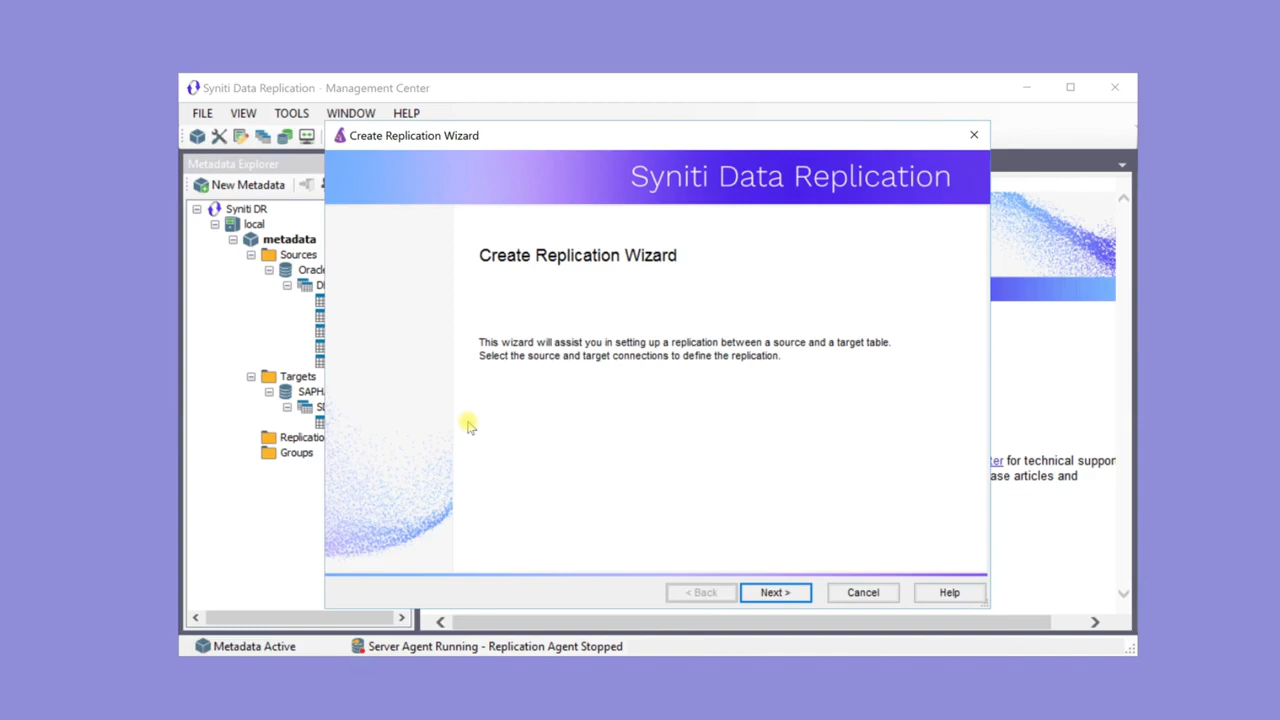 Syniti Data Replication - Management Center
FILE VIEW TOOLS WINDOW HELP
Create Replication Wizard
Metadata Explorer
New Metadata
Syniti DR
local
metadata
Sources
Targets
Groups
Syniti Data Replication
Create Replication Wizard
This wizard will assist you in setting up a replication between a source and a target table.
Select the source and target connections to define the replication.
for technical
articles and
< Back Next > Cancel Help
Metadata Active Server Agent Running - Replication Agent Stopped